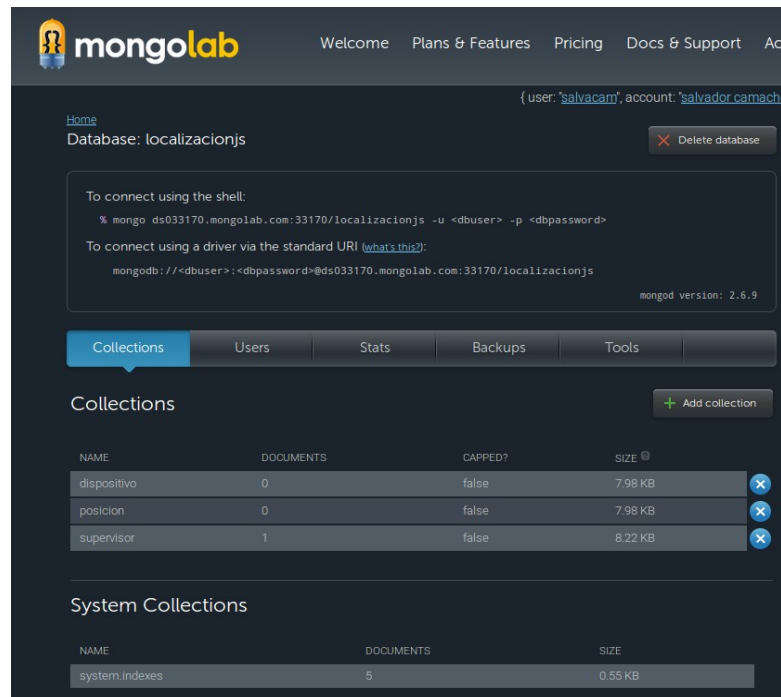 mongolab
Welcome Plans & Features Pricing Docs & Support Ac
{ user: "salvacam", account: "salvador camach
Home
Database: localizacionjs
Delete database
To connect using the shell:
% mongo ds033170.mongolab.com:33170/localizacionjs -u <dbuser> -p <dbpassword>
To connect using a driver via the standard URI (what's this?):
mongodb://<dbuser>:<dbpassword>@ds033170.mongolab.com:33170/localizacionjs
mongod version: 2.6.9
Collections Users Stats Backups Tools
Collections
Add collection
NAME DOCUMENTS CAPPED? SIZE
dispositivo 0 false 7.98 KB
posicion 0 false 7.98 KB
supervisor 1 false 8.22 KB
System Collections
NAME DOCUMENTS SIZE
system.indexes 5 0.55 KB